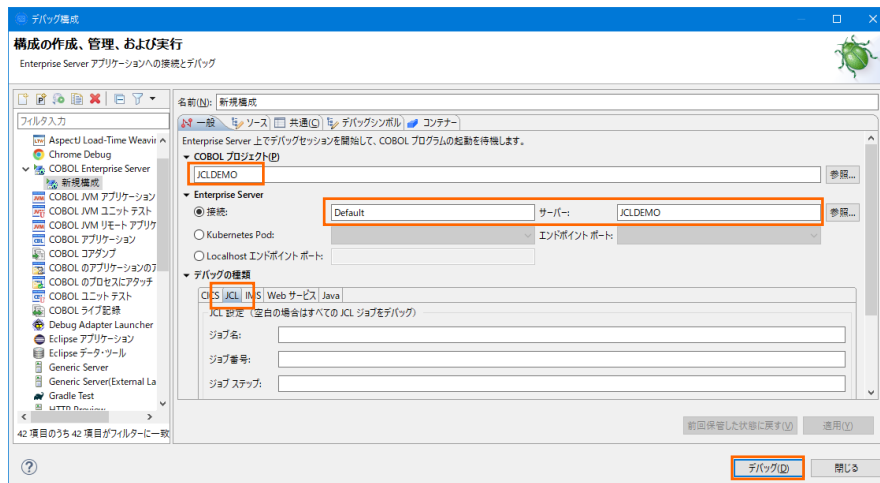 デバッグ構成
構成の作成、管理、および実行
Enterprise Server アプリケーションへの接続とデバッグ
フィルタ入力
AspectJ Load-Time Weavir
Chrome Debug
COBOL Enterprise Server
新規構成
COBOL JVM アプリケーション
COBOL JVM ユニット テスト
COBOL JVM リモート アプリケ
COBOL アプリケーション
COBOL コアダンプ
COBOL のアプリケーションのア
COBOL のプロセスにアタッチ
COBOL ユニット テスト
COBOL ライブ記録
Debug Adapter Launcher
Eclipse アプリケーション
Eclipse データ・ツール
Generic Server
Generic Server(External La
Gradle Test
HTTP Preview
42 項目のうち 42 項目がフィルターに一致
名前(N): 新規構成
一般 ソース 共通(C) デバッグシンボル コンテナー
Enterprise Server 上でデバッグセッションを開始して、COBOL プログラムの起動を待機します。
COBOL プロジェクト(P)
JCLDEMO 参照...
Enterprise Server
接続: Default サーバー: JCLDEMO 参照...
Kubernetes Pod: エンドポイント ポート:
Localhost エンドポイント ポート:
デバッグの種類
CICS JCL IMS Web サービス Java
JCL 設定 (空白の場合はすべての JCL ジョブをデバッグ)
ジョブ名:
ジョブ番号:
ジョブ ステップ:
前回保管した状態に戻す(V) 適用(Y)
デバッグ(D) 閉じる